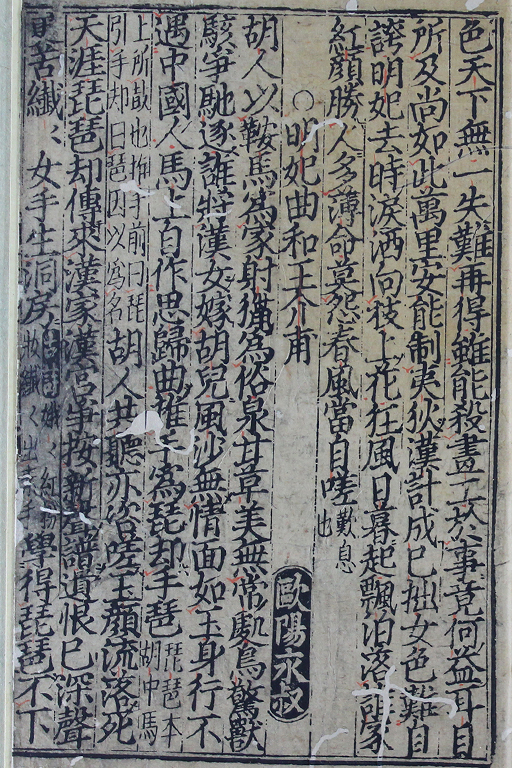 色天下無一失難再得雖能殺畫工於事竟何益耳目
所及尚如此萬里安能制夷狄漢計成已拙女色難自
誇明妃去時淚洒向枝上花狂風日暮起飄泊落誰家
紅顏勝人多薄命莫怨春風當自嗟歎息也
○明妃曲和王介甫 歐陽永叔
胡人以鞍馬爲家射獵爲俗泉甘草美無常處鳥驚獸
駭爭馳逐誰將漢女嫁胡兒風沙無情面如玉身行不
遇中國人馬上自作思歸曲推手爲琵却手琶琵琶本胡中馬
上所鼓也推手前曰琵引手却曰琶因以爲名胡人共聽亦咨嗟玉顏流落死
天涯琵琶却傳來漢家漢宮爭按新聲譜遺恨已深聲
更苦纖〻女手生洞房學得琵琶不下